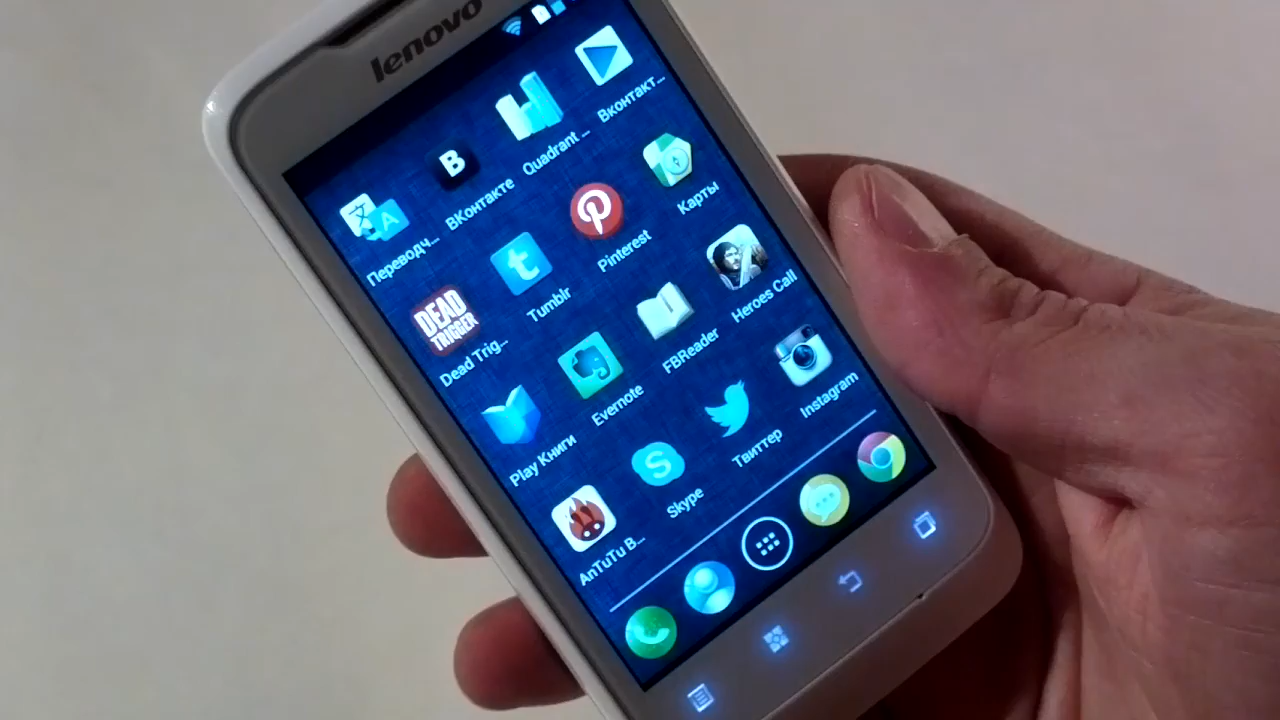 lenovo
Переводч...
ВКонтакте
Quadrant ...
Вконтакт...
DEAD
TRIGGER
Dead Trig...
Tumblr
Pinterest
Карты
Play Книги
Evernote
FBReader
Heroes Call
AnTuTu B...
Skype
Твиттер
Instagram